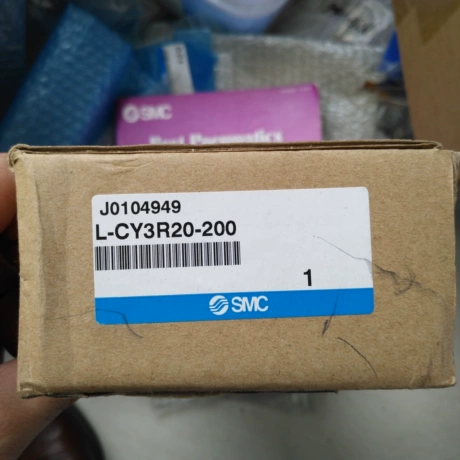 SMC
Best Pneumatics
J0104949
L-CY3R20-200
1
SMC